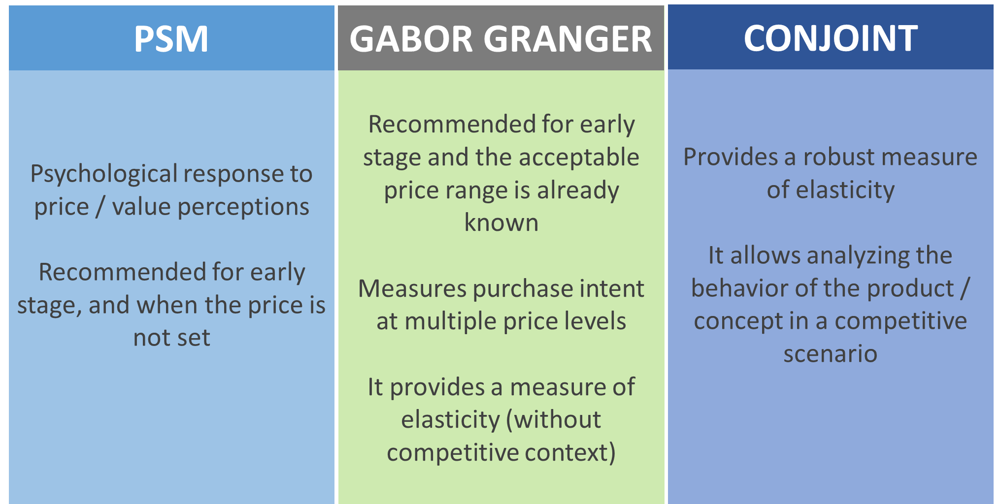 PSM
Psychological response to
price / value perceptions
Recommended for early
stage, and when the price is
not set
GABOR GRANGER
Recommended for early
stage and the acceptable
price range is already
known
Measures purchase intent
at multiple price levels
It provides a measure of
elasticity (without
competitive context)
CONJOINT
Provides a robust measure
of elasticity
It allows analyzing the
behavior of the product /
concept in a competitive
scenario